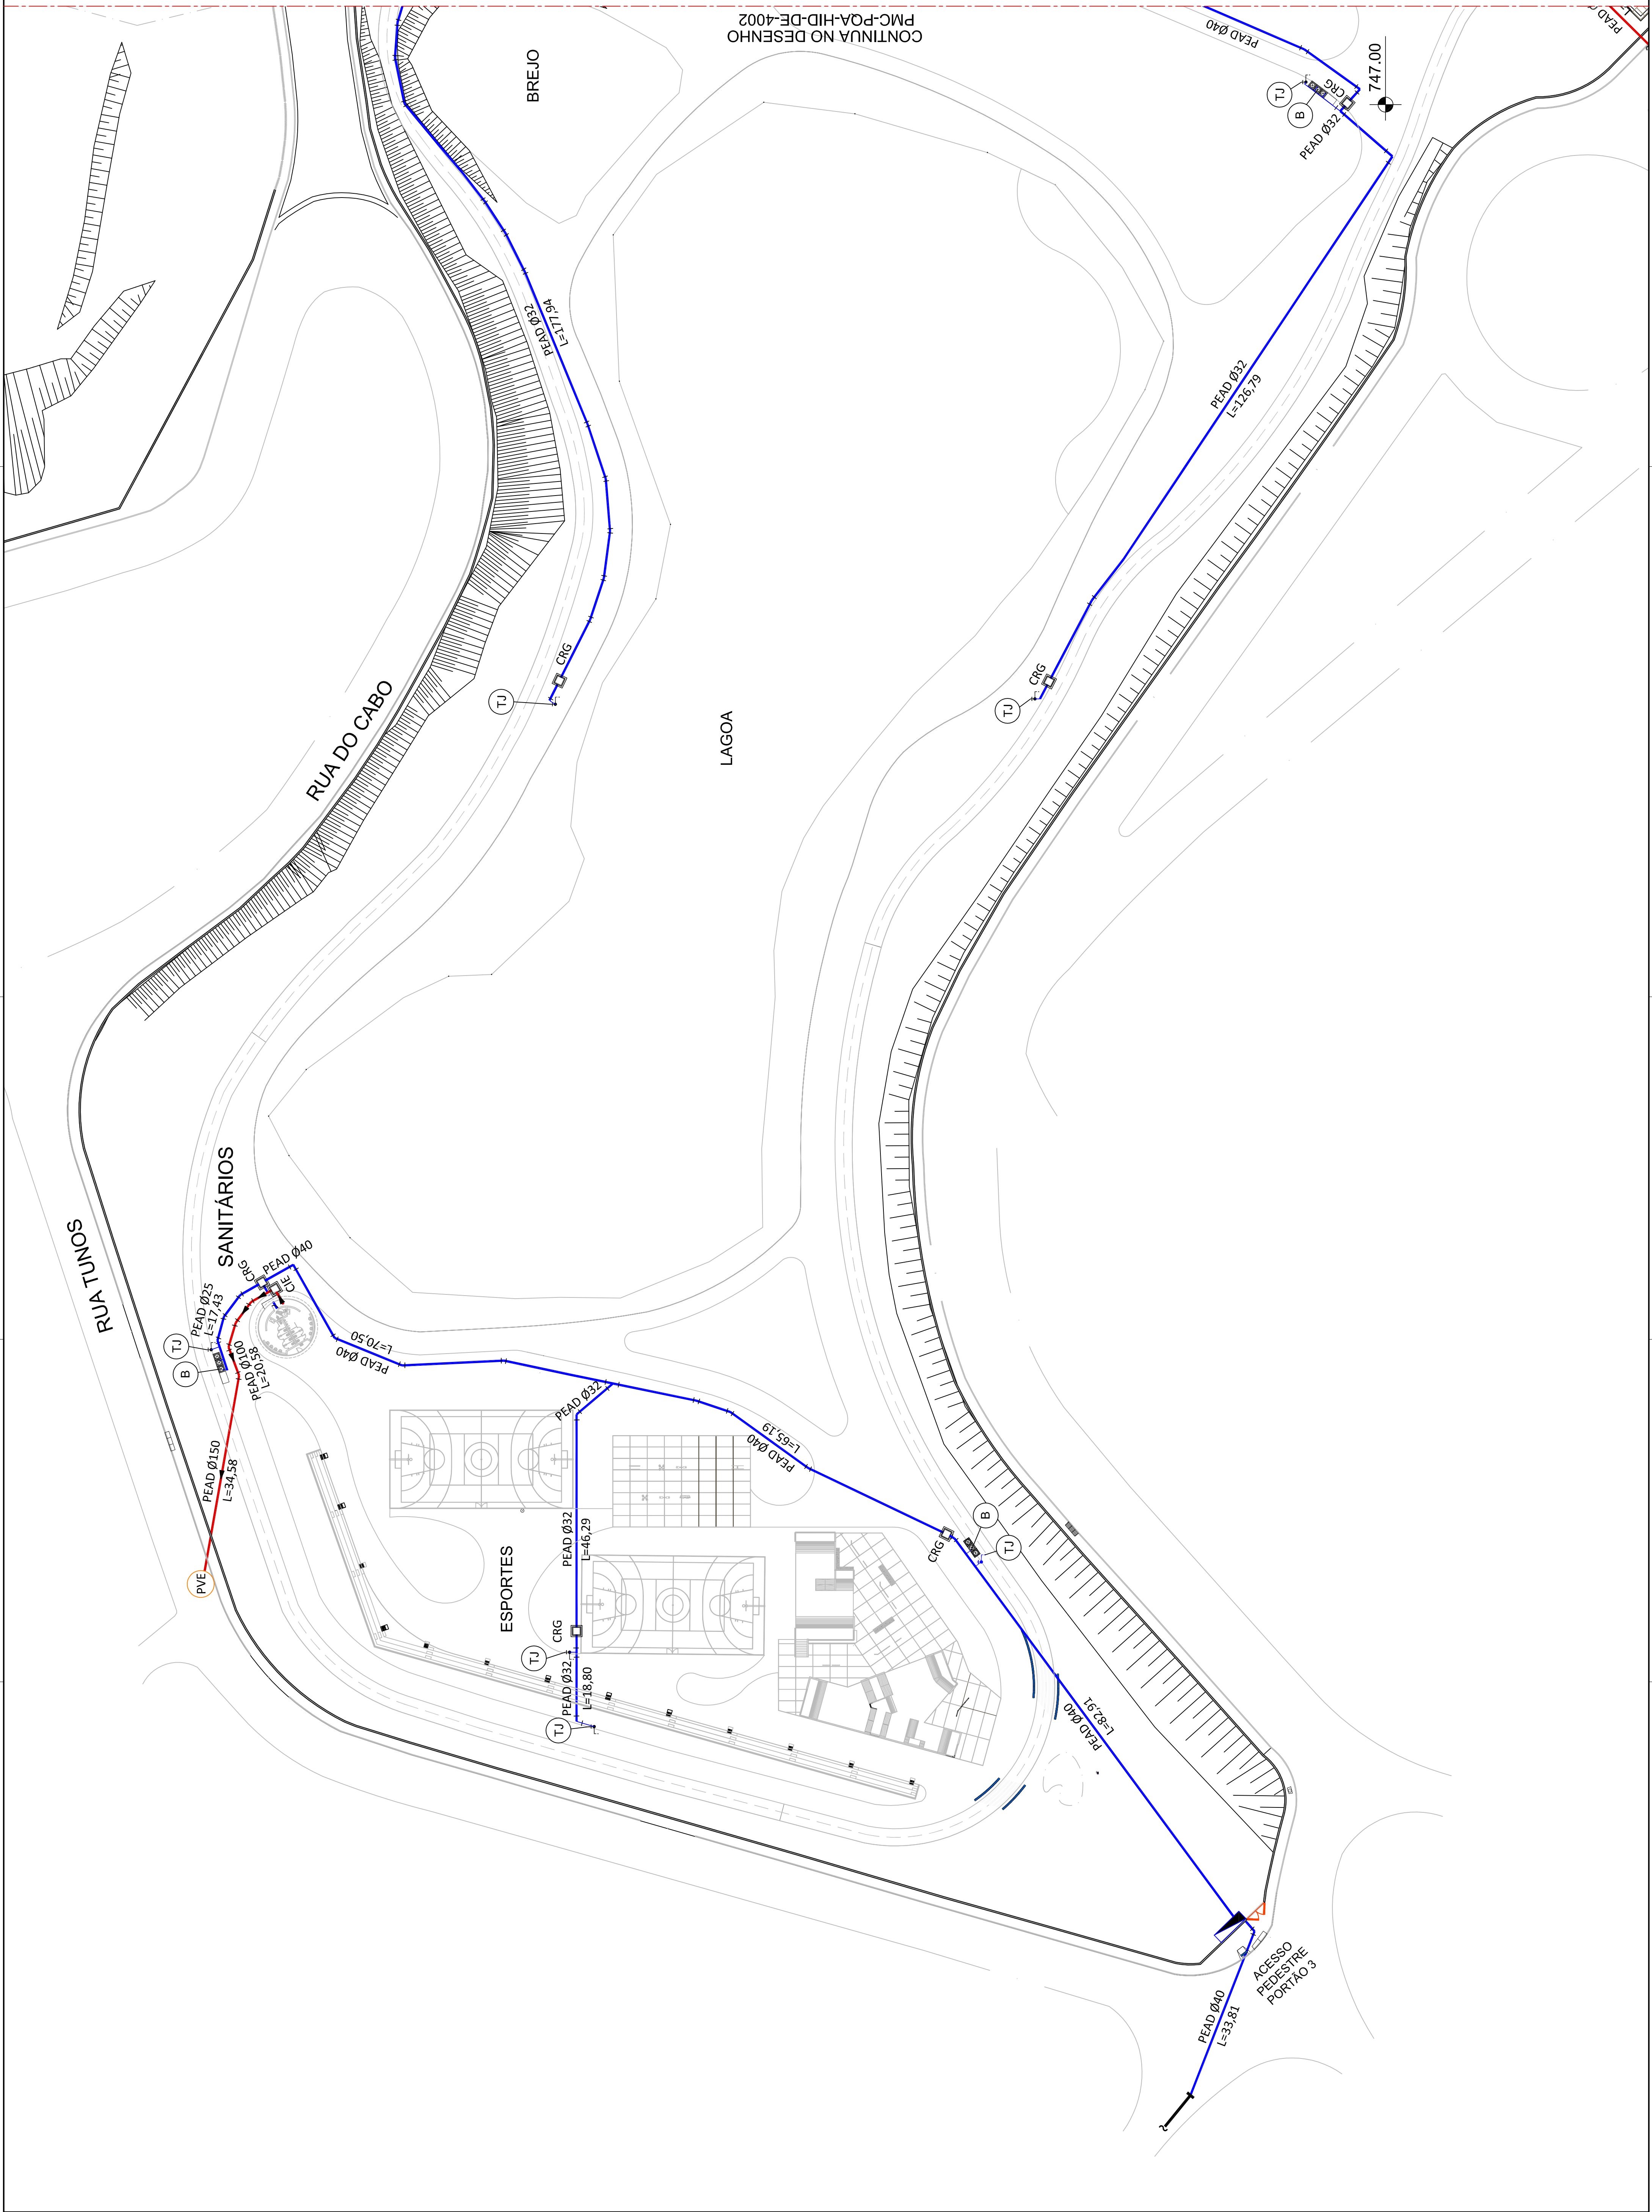 CONTINUA NO DESENHO
PMC-PQA-HID-DE-4002
BREJO
PEAD Ø40
TJ
B
CRG
PEAD Ø32
747.00
PEAD Ø32
L=177,94
PEAD Ø32
L=126,79
RUA DO CABO
CRG
TJ
LAGOA
CRG
TJ
RUA TUNOS
SANITÁRIOS
CRG
PEAD Ø40
CIE
PEAD Ø25
L=17,43
TJ
B
PEAD Ø100
L=20,58
L=70,50
PEAD Ø40
PEAD Ø32
PEAD Ø150
L=34,58
PVE
L=65,19
PEAD Ø40
ESPORTES
PEAD Ø32
L=46,29
CRG
TJ
PEAD Ø32
L=18,80
TJ
CRG
B
TJ
L=82,91
PEAD Ø40
ACESSO
PEDESTRE
PORTÃO 3
PEAD Ø40
L=33,81